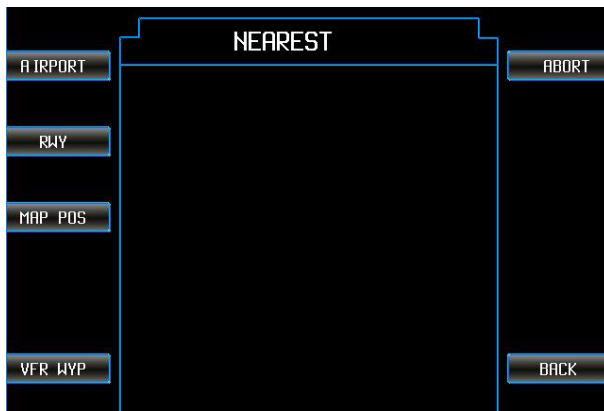 NEAREST
AIRPORT
ABORT
RWY
MAP POS
VFR WYP
BACK